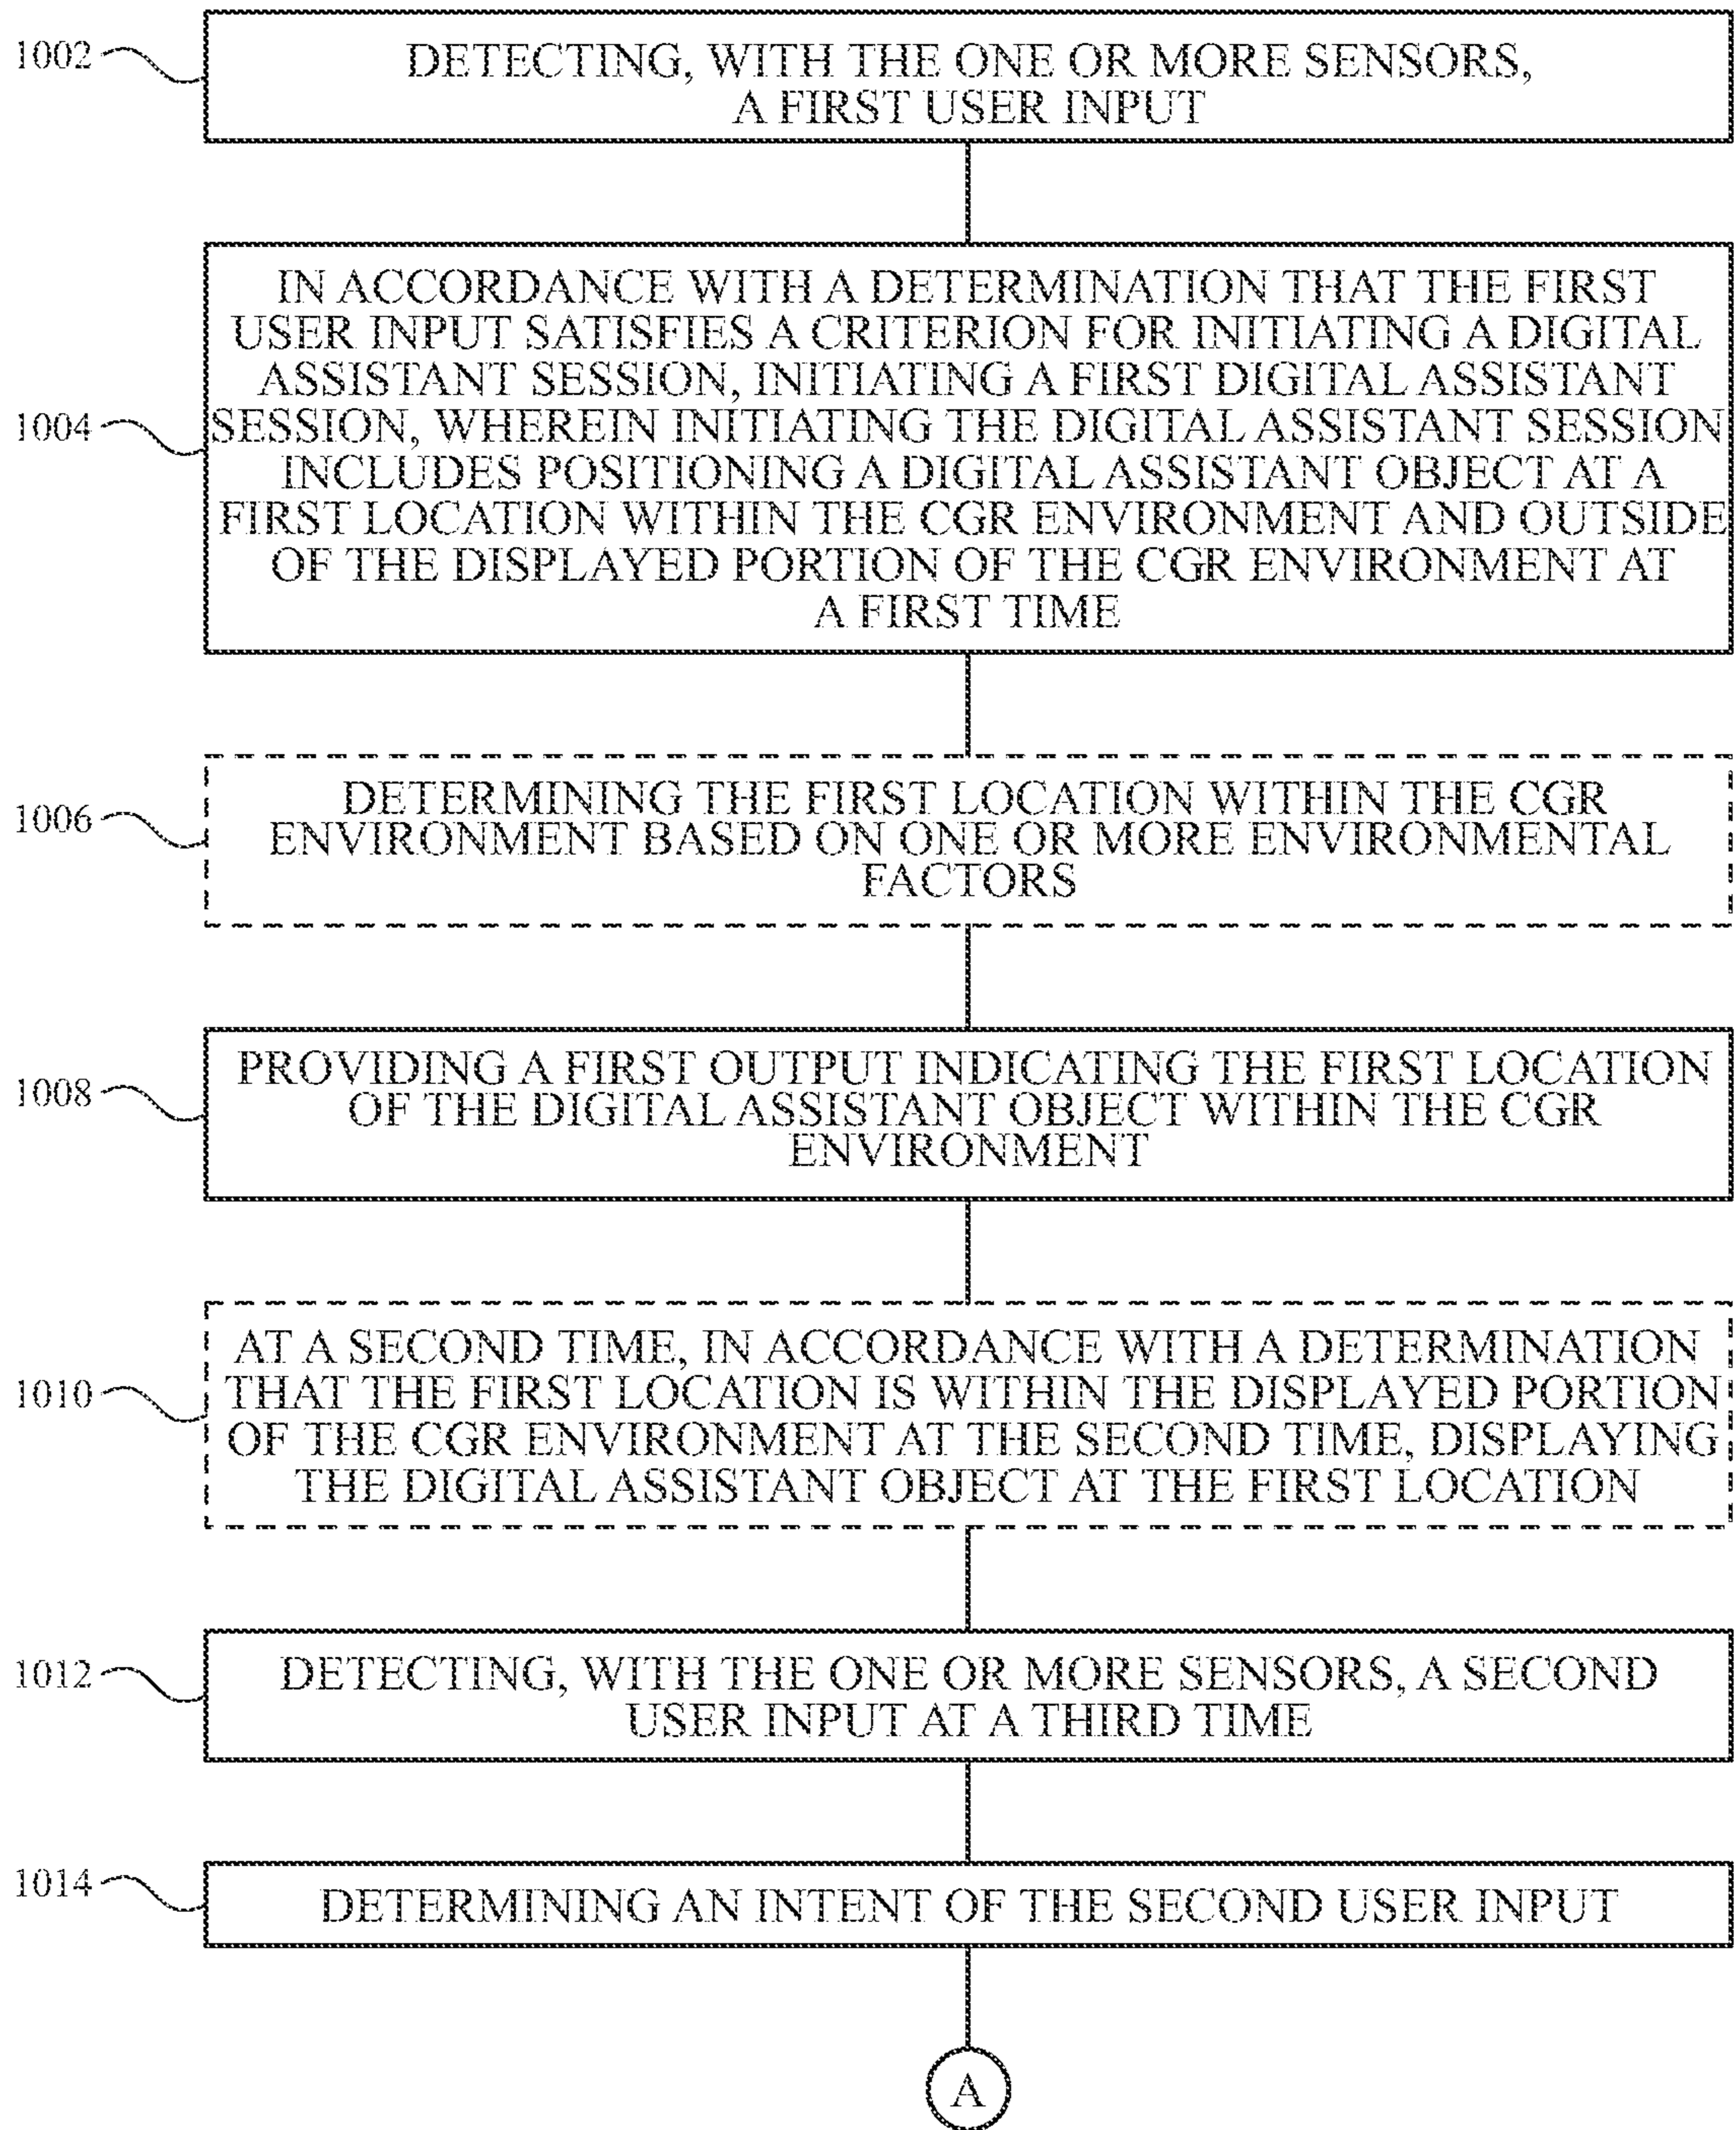 1002
DETECTING, WITH THE ONE OR MORE SENSORS,
A FIRST USER INPUT
1004
IN ACCORDANCE WITH A DETERMINATION THAT THE FIRST
USER INPUT SATISFIES A CRITERION FOR INITIATING A DIGITAL
ASSISTANT SESSION, INITIATING A FIRST DIGITAL ASSISTANT
SESSION, WHEREIN INITIATING THE DIGITAL ASSISTANT SESSION
INCLUDES POSITIONING A DIGITAL ASSISTANT OBJECT AT A
FIRST LOCATION WITHIN THE CGR ENVIRONMENT AND OUTSIDE
OF THE DISPLAYED PORTION OF THE CGR ENVIRONMENT AT
A FIRST TIME
1006
DETERMINING THE FIRST LOCATION WITHIN THE CGR
ENVIRONMENT BASED ON ONE OR MORE ENVIRONMENTAL
FACTORS
1008
PROVIDING A FIRST OUTPUT INDICATING THE FIRST LOCATION
OF THE DIGITAL ASSISTANT OBJECT WITHIN THE CGR
ENVIRONMENT
1010
AT A SECOND TIME, IN ACCORDANCE WITH A DETERMINATION
THAT THE FIRST LOCATION IS WITHIN THE DISPLAYED PORTION
OF THE CGR ENVIRONMENT AT THE SECOND TIME, DISPLAYING
THE DIGITAL ASSISTANT OBJECT AT THE FIRST LOCATION
1012
DETECTING, WITH THE ONE OR MORE SENSORS, A SECOND
USER INPUT AT A THIRD TIME
1014
DETERMINING AN INTENT OF THE SECOND USER INPUT
A